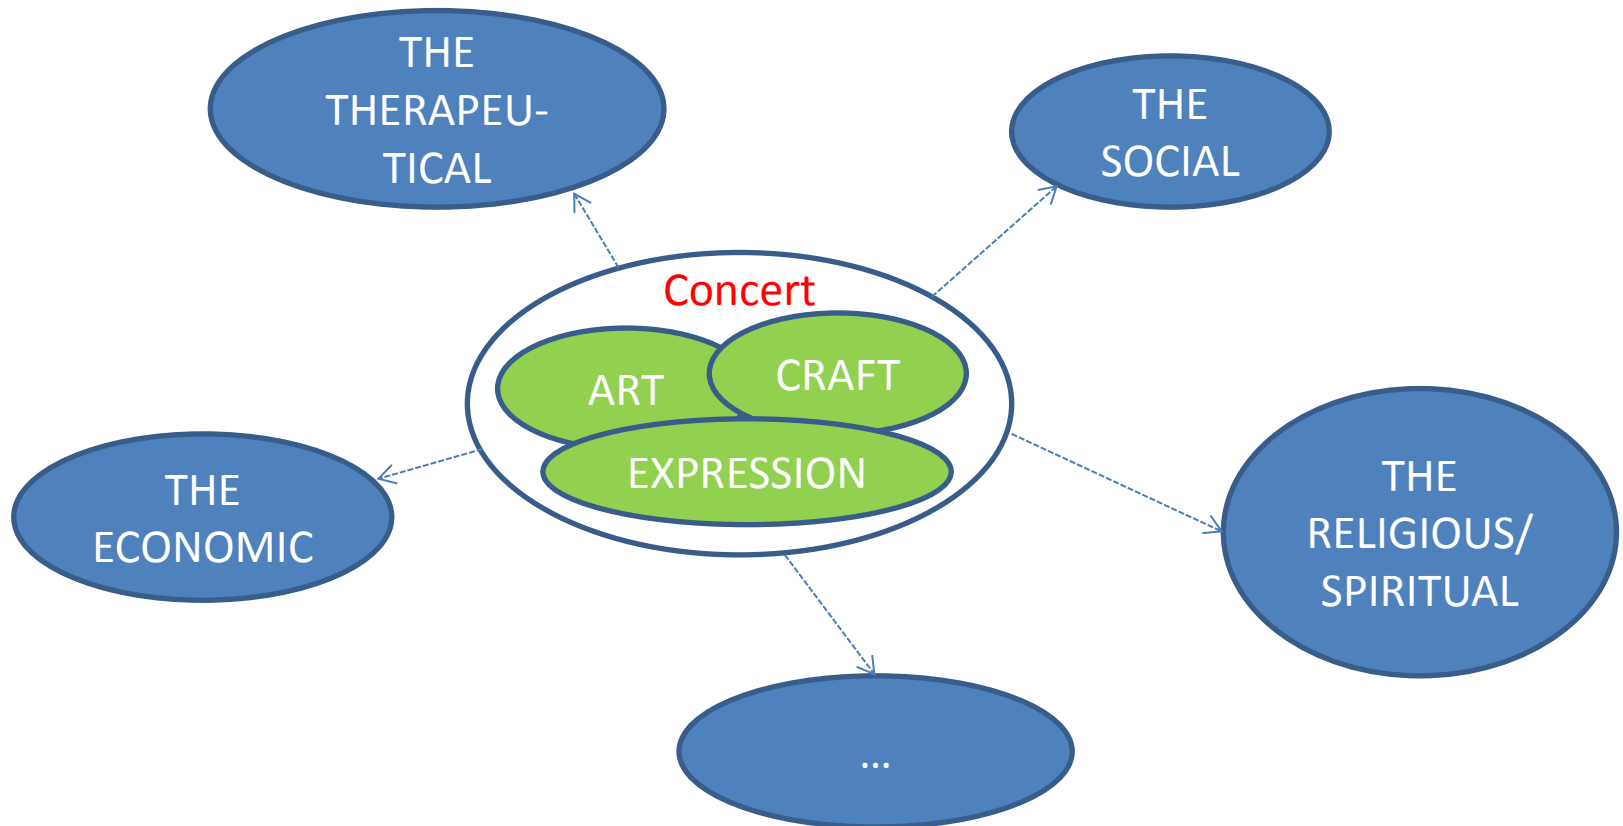 THE
THERAPEU-
TICAL
THE
SOCIAL
Concert
ART
CRAFT
EXPRESSION
THE
ECONOMIC
THE
RELIGIOUS/
SPIRITUAL
...